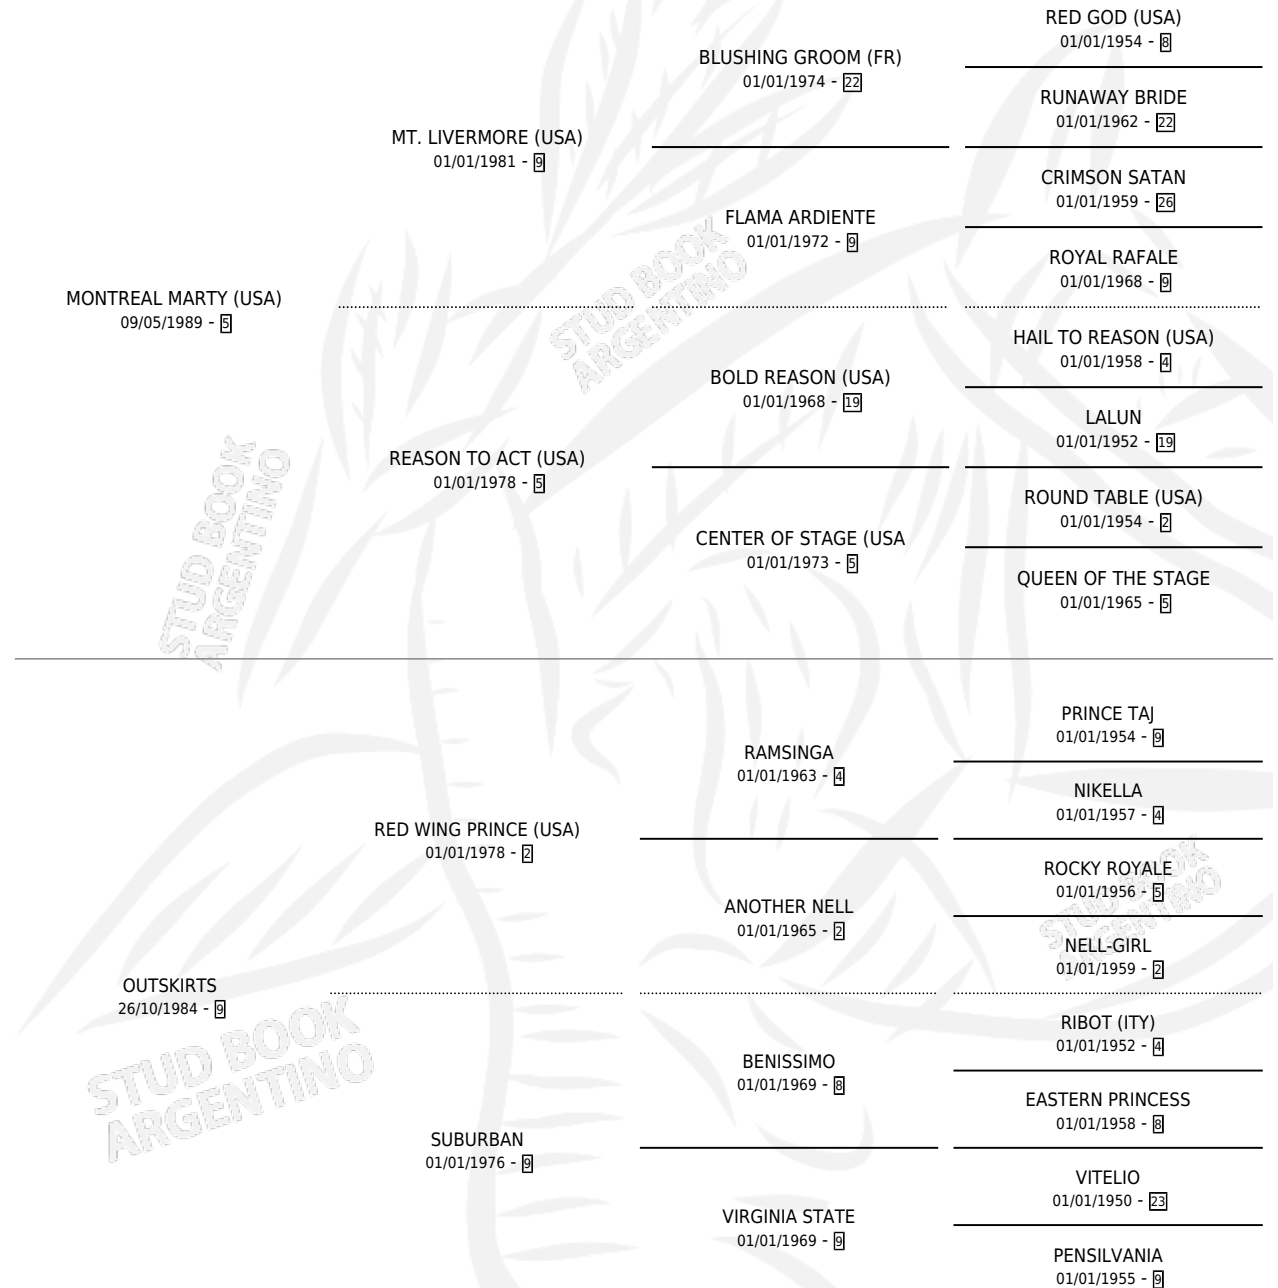 RED GOD (USA)
01/01/1954 - 8
BLUSHING GROOM (FR)
01/01/1974 - 22
RUNAWAY BRIDE
01/01/1962 - 22
MT. LIVERMORE (USA)
01/01/1981 - 9
CRIMSON SATAN
01/01/1959 - 26
FLAMA ARDIENTE
01/01/1972 - 9
ROYAL RAFALE
01/01/1968 - 9
MONTREAL MARTY (USA)
09/05/1989 - 5
HAIL TO REASON (USA)
01/01/1958 - 4
BOLD REASON (USA)
01/01/1968 - 19
LALUN
01/01/1952 - 19
REASON TO ACT (USA)
01/01/1978 - 5
ROUND TABLE (USA)
01/01/1954 - 2
CENTER OF STAGE (USA
01/01/1973 - 5
QUEEN OF THE STAGE
01/01/1965 - 5
PRINCE TAJ
01/01/1954 - 9
RAMSINGA
01/01/1963 - 4
NIKELLA
01/01/1957 - 4
RED WING PRINCE (USA)
01/01/1978 - 2
ROCKY ROYALE
01/01/1956 - 5
ANOTHER NELL
01/01/1965 - 2
NELL-GIRL
01/01/1959 - 2
OUTSKIRTS
26/10/1984 - 9
RIBOT (ITY)
01/01/1952 - 4
BENISSIMO
01/01/1969 - 8
EASTERN PRINCESS
01/01/1958 - 8
SUBURBAN
01/01/1976 - 9
VITELIO
01/01/1950 - 23
VIRGINIA STATE
01/01/1969 - 9
PENSILVANIA
01/01/1955 - 9
STUD BOOK
ARGENTINO
STUD BOOK
ARGENTINO
STUD BOOK
ARGENTINO
STUD BOOK
ARGENTINO